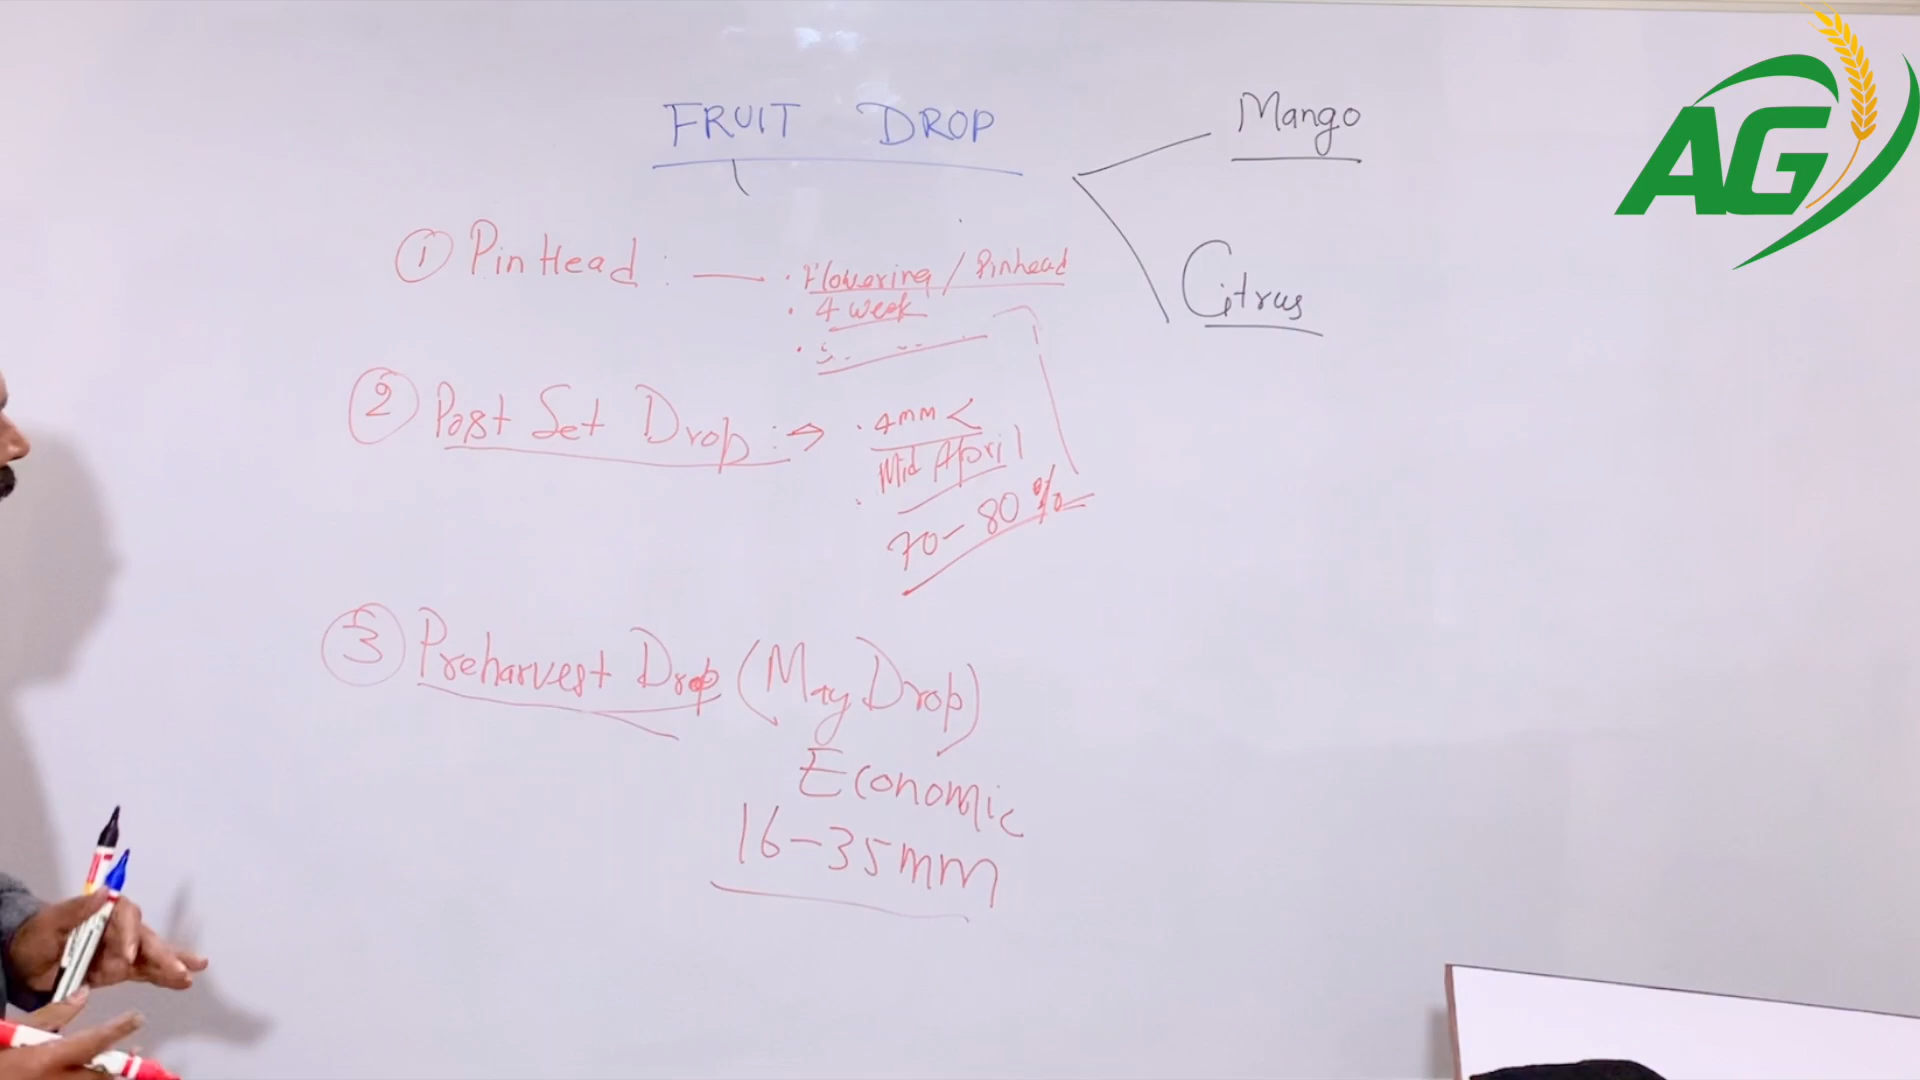 FRUIT DROP
Mango
Citrus
① Pin Head : — · Flowering / Pinhead
· 4 week
② Post Set Drop : → · 4mm <
Mid April
70-80%
③ Preharvest Drop (May Drop)
Economic
16-35mm
AG